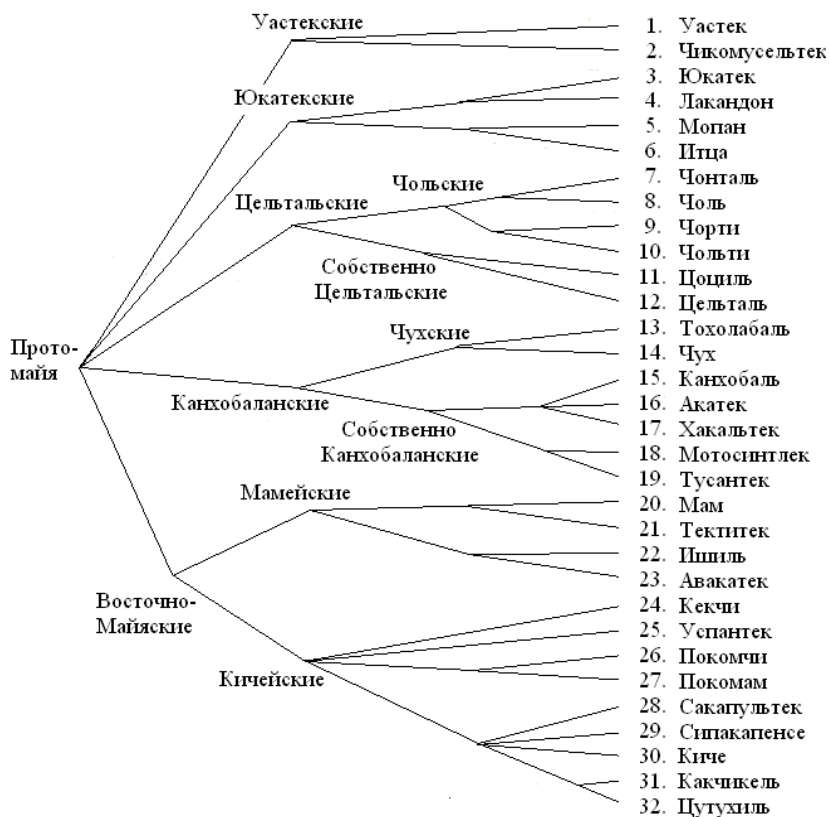 Уастекские
1. Уастек
2. Чикомусельтек
Юкатекские
3. Юкатек
4. Лакандон
5. Мопан
6. Итца
Цельтальские
Чольские
7. Чонталь
8. Чоль
9. Чорти
10. Чольти
Собственно
Цельтальские
11. Цоциль
12. Цельталь
Прото-
майя
Канхобаланские
Чухские
13. Тохолабаль
14. Чух
15. Канхобаль
16. Акатек
17. Хакальтек
Собственно
Канхобаланские
18. Мотосинтлек
19. Тусантек
Мамейские
20. Мам
21. Тектитек
22. Ишиль
23. Авакатек
Восточно-
Майяские
Кичейские
24. Кекчи
25. Успантек
26. Покомчи
27. Покомам
28. Сакапультек
29. Сипакапенсе
30. Киче
31. Какчикель
32. Цутухиль